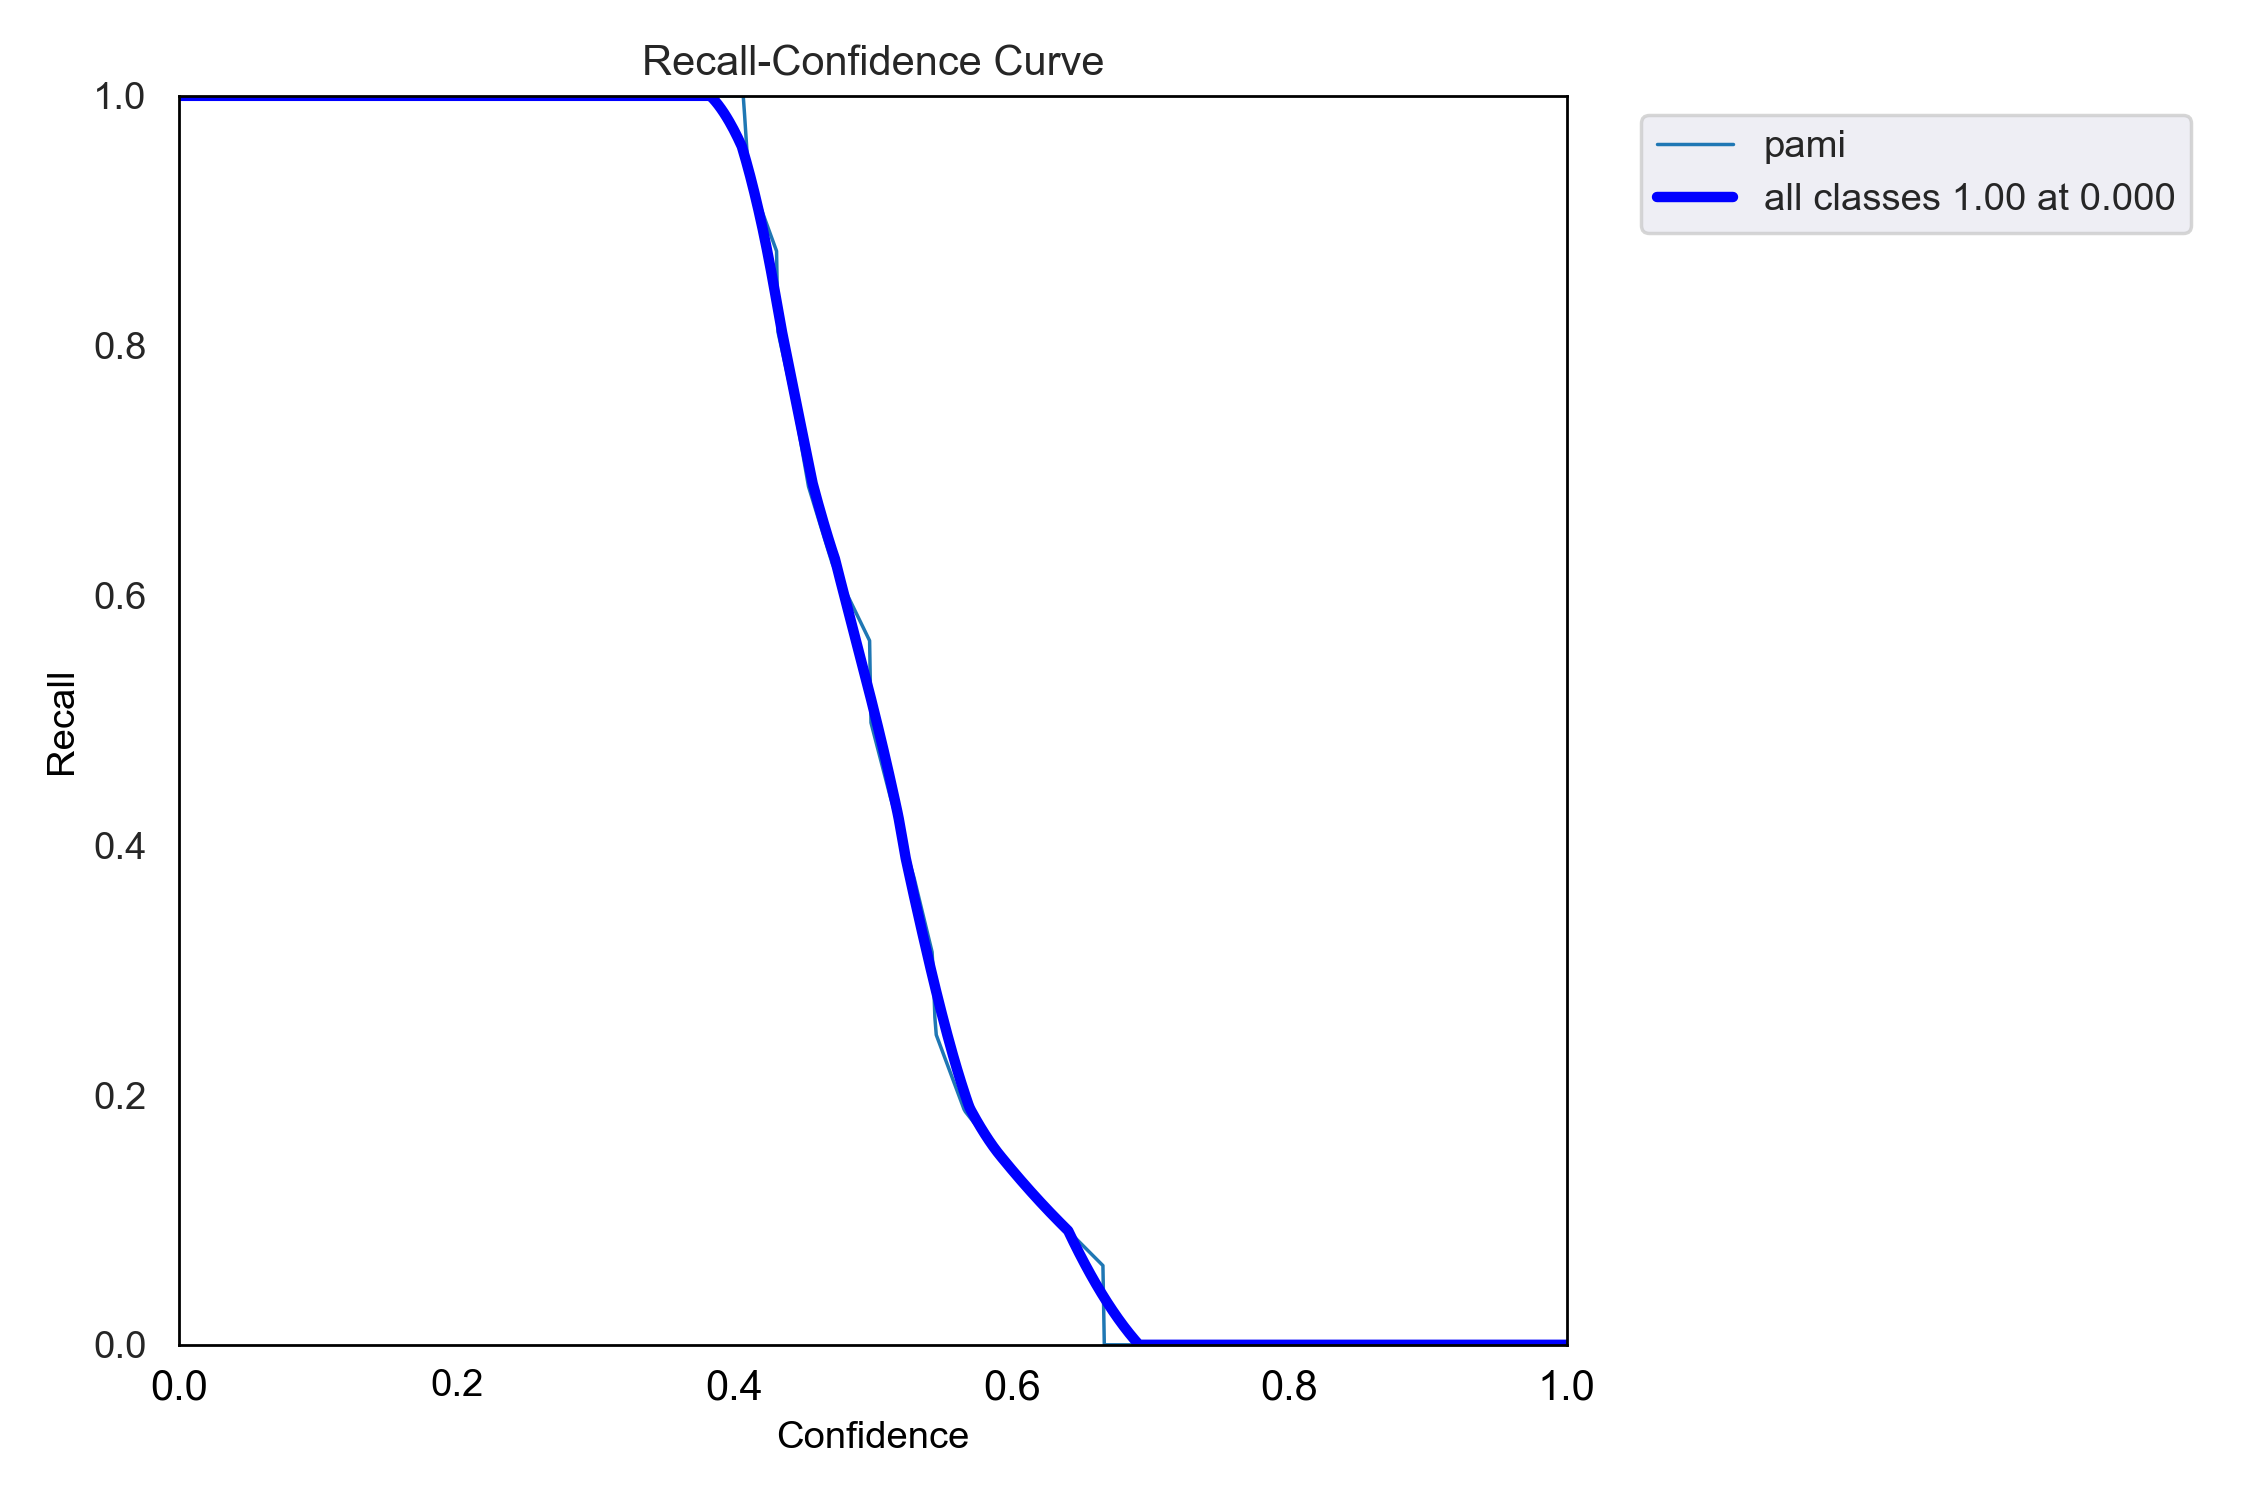 Recall-Confidence Curve
1.0
0.8
0.6
0.4
0.2
0.0
Recall
0.0 0.2 0.4 0.6 0.8 1.0
Confidence
pami
all classes 1.00 at 0.000